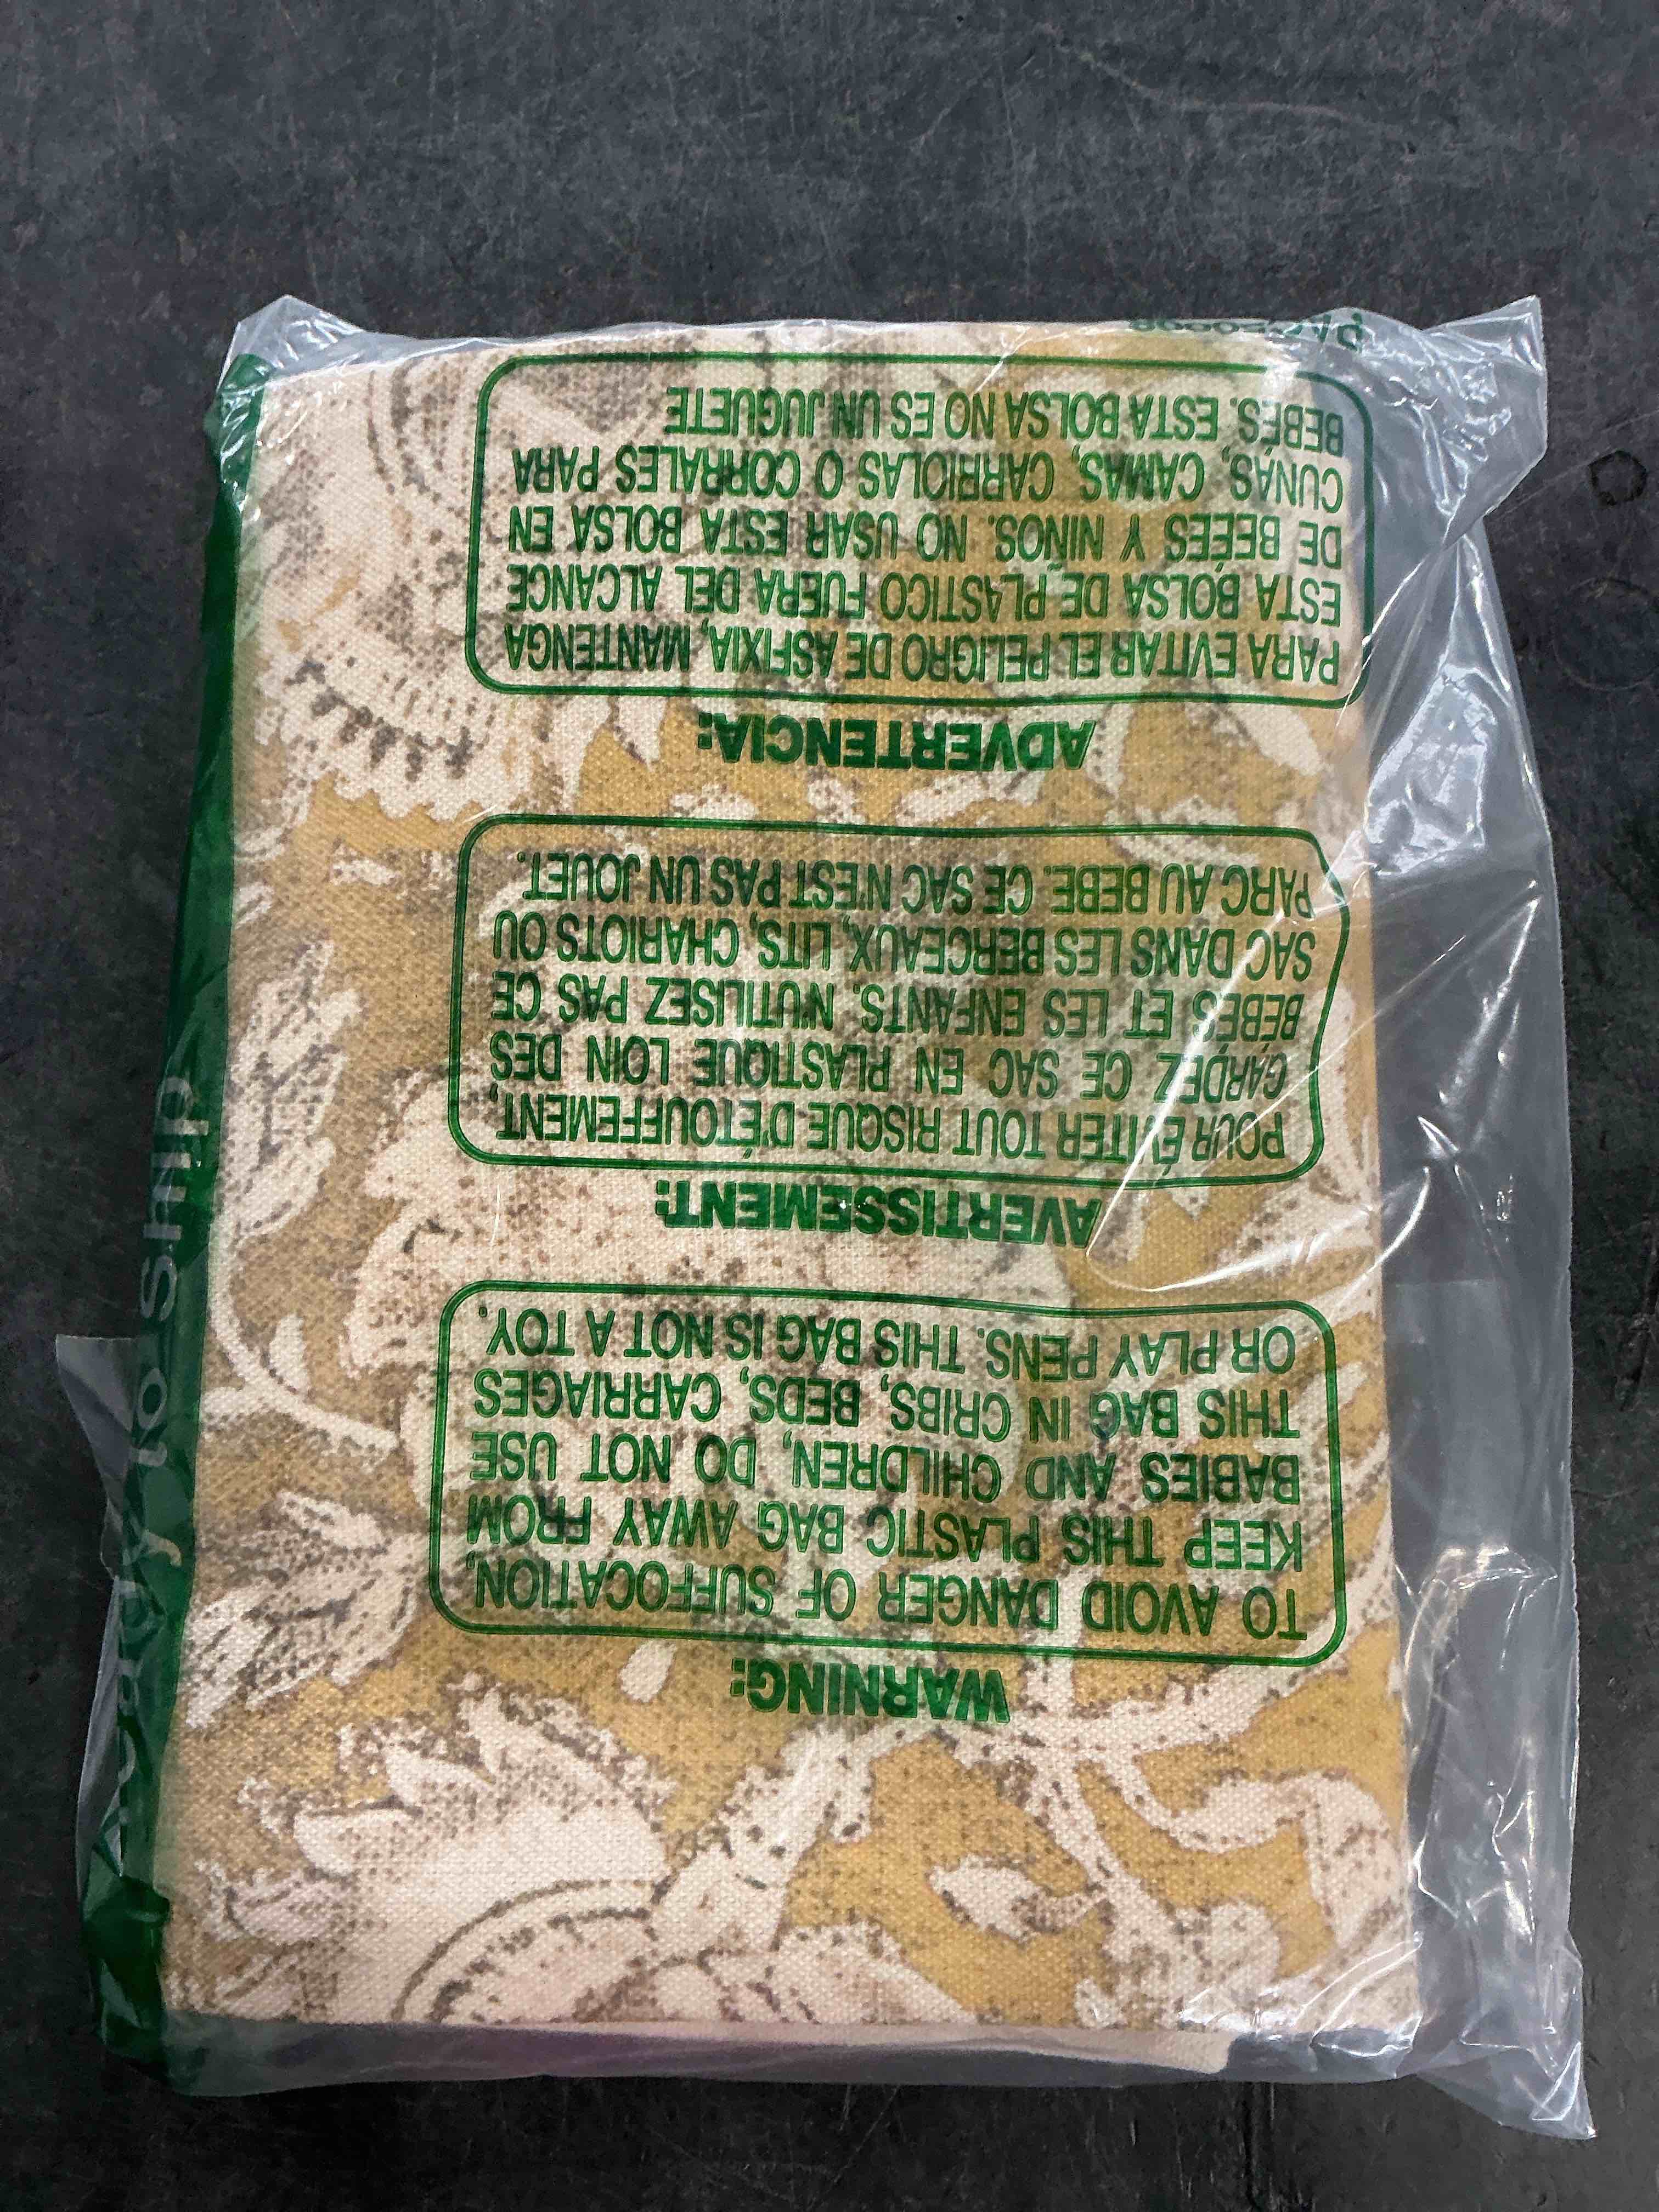 WARNING:
TO AVOID DANGER OF SUFFOCATION,
KEEP THIS PLASTIC BAG AWAY FROM
BABIES AND CHILDREN, DO NOT USE
THIS BAG IN CRIBS, BEDS, CARRIAGES
OR PLAY PENS. THIS BAG IS NOT A TOY.
AVERTISSEMENT:
POUR ÉVITER TOUT RISQUE D'ÉTOUFFEMENT,
GARDEZ CE SAC EN PLASTIQUE LOIN DES
BÉBÉS ET LES ENFANTS. N'UTILISEZ PAS CE
SAC DANS LES BERCEAUX, LITS, CHARIOTS OU
PARC AU BEBE. CE SAC N'EST PAS UN JOUET.
ADVERTENCIA:
PARA EVITAR EL PELIGRO DE ASFIXIA, MANTENGA
ESTA BOLSA DE PLASTICO FUERA DEL ALCANCE
DE BEÉES Y NIÑOS. NO USAR ESTA BOLSA EN
CUNAS, CAMAS, CARRIOLAS O CORRALES PARA
BEBÉS. ESTA BOLSA NO ES UN JUGUETE
to Ship